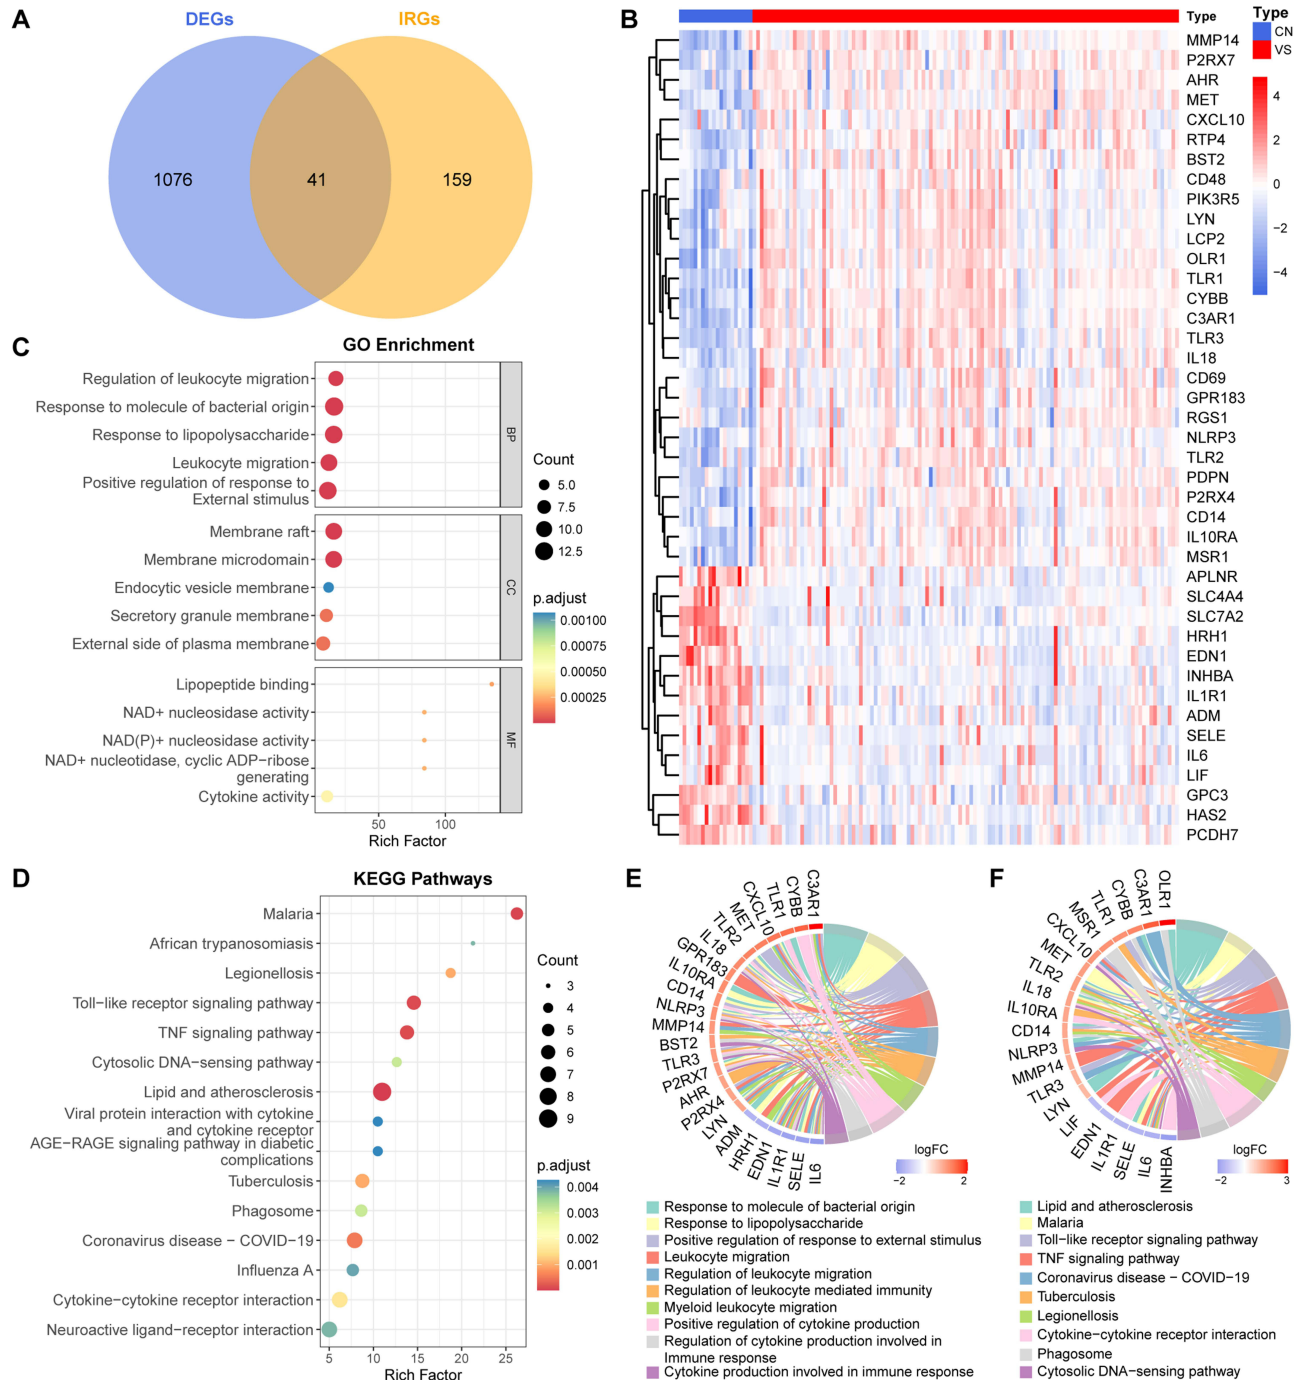 A
DEGs
IRGs
1076
41
159
B
Type
MMP14
P2RX7
AHR
MET
CXCL10
RTP4
BST2
CD48
PIK3R5
LYN
LCP2
OLR1
TLR1
CYBB
C3AR1
TLR3
IL18
CD69
GPR183
RGS1
NLRP3
TLR2
PDPN
P2RX4
CD14
IL10RA
MSR1
APLNR
SLC4A4
SLC7A2
HRH1
EDN1
INHBA
IL1R1
ADM
SELE
IL6
LIF
GPC3
HAS2
PCDH7
Type
CN
VS
4
2
0
−2
−4
C
GO Enrichment
Regulation of leukocyte migration
Response to molecule of bacterial origin
Response to lipopolysaccharide
Leukocyte migration
Positive regulation of response to
External stimulus
BP
Membrane raft
Membrane microdomain
Endocytic vesicle membrane
Secretory granule membrane
External side of plasma membrane
CC
Lipopeptide binding
NAD+ nucleosidase activity
NAD(P)+ nucleosidase activity
NAD+ nucleotidase, cyclic ADP−ribose
generating
Cytokine activity
MF
50
100
Rich Factor
Count
5.0
7.5
10.0
12.5
p.adjust
0.00100
0.00075
0.00050
0.00025
D
KEGG Pathways
Malaria
African trypanosomiasis
Legionellosis
Toll−like receptor signaling pathway
TNF signaling pathway
Cytosolic DNA−sensing pathway
Lipid and atherosclerosis
Viral protein interaction with cytokine
and cytokine receptor
AGE−RAGE signaling pathway in diabetic
complications
Tuberculosis
Phagosome
Coronavirus disease − COVID−19
Influenza A
Cytokine−cytokine receptor interaction
Neuroactive ligand−receptor interaction
5
10
15
20
25
Rich Factor
Count
3
4
5
6
7
8
9
p.adjust
0.004
0.003
0.002
0.001
E
C3AR1
CYBB
TLR1
CXCL10
MET
TLR2
IL18
GPR183
IL10RA
CD14
NLRP3
MMP14
BST2
TLR3
P2RX7
AHR
P2RX4
LYN
ADM
HRH1
EDN1
IL1R1
SELE
IL6
logFC
−2
2
Response to molecule of bacterial origin
Response to lipopolysaccharide
Positive regulation of response to external stimulus
Leukocyte migration
Regulation of leukocyte migration
Regulation of leukocyte mediated immunity
Myeloid leukocyte migration
Positive regulation of cytokine production
Regulation of cytokine production involved in
Immune response
Cytokine production involved in immune response
F
OLR1
C3AR1
CYBB
TLR1
MSR1
CXCL10
MET
TLR2
IL18
IL10RA
CD14
NLRP3
MMP14
TLR3
LYN
LIF
EDN1
IL1R1
SELE
IL6
INHBA
logFC
−2
3
Lipid and atherosclerosis
Malaria
Toll−like receptor signaling pathway
TNF signaling pathway
Coronavirus disease − COVID−19
Tuberculosis
Legionellosis
Cytokine−cytokine receptor interaction
Phagosome
Cytosolic DNA−sensing pathway